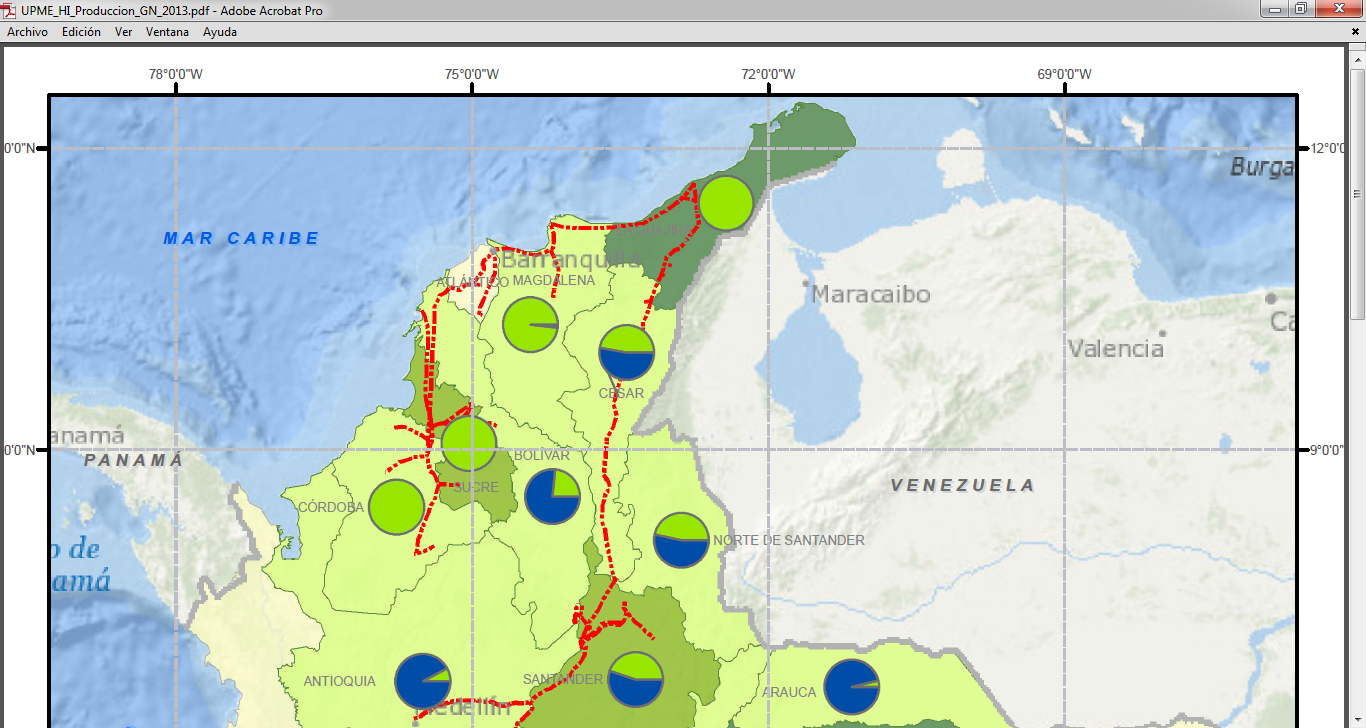 UPME_HI_Produccion_GN_2013.pdf - Adobe Acrobat Pro
Archivo Edición Ver Ventana Ayuda
78°0'0"W 75°0'0"W 72°0'0"W 69°0'0"W
0'0"N 12°0'0
Burga
MAR CARIBE
Barranquilla
ATLÁNTICO MAGDALENA
Maracaibo
Ca
Valencia
CESAR
anamá
PANAMÁ
0'0"N 9°0'0"
BOLÍVAR
SUCRE
VENEZUELA
CÓRDOBA
NORTE DE SANTANDER
o de
amá
ANTIOQUIA
SANTANDER
ARAUCA
Medellín